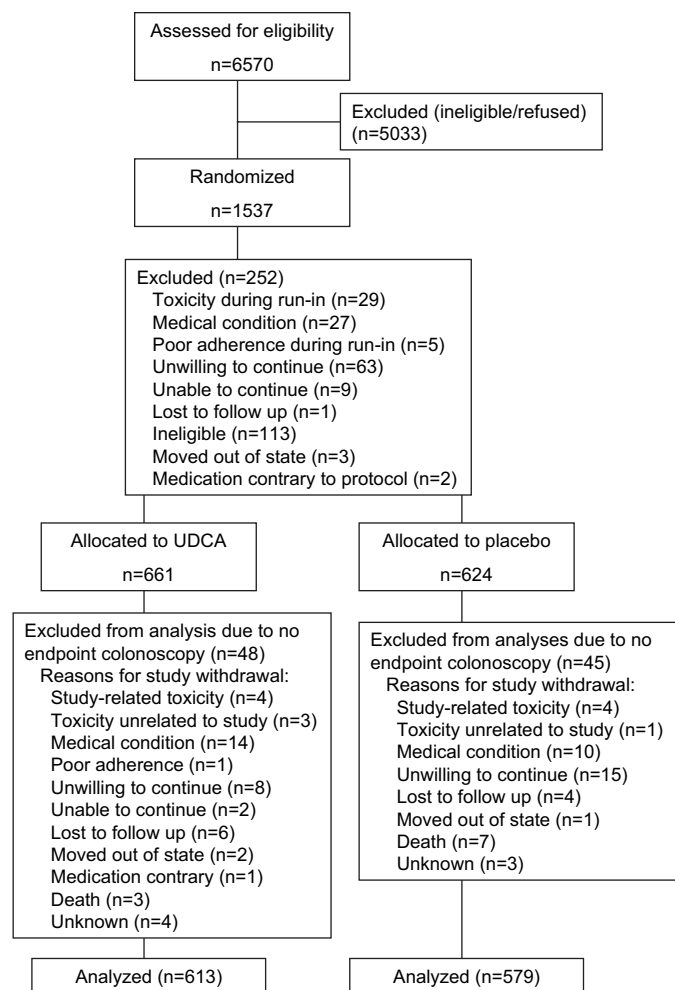 Assessed for eligibility
n=6570
Excluded (ineligible/refused)
(n=5033)
Randomized
n=1537
Excluded (n=252)
Toxicity during run-in (n=29)
Medical condition (n=27)
Poor adherence during run-in (n=5)
Unwilling to continue (n=63)
Unable to continue (n=9)
Lost to follow up (n=1)
Ineligible (n=113)
Moved out of state (n=3)
Medication contrary to protocol (n=2)
Allocated to UDCA
n=661
Allocated to placebo
n=624
Excluded from analysis due to no
endpoint colonoscopy (n=48)
Reasons for study withdrawal:
Study-related toxicity (n=4)
Toxicity unrelated to study (n=3)
Medical condition (n=14)
Poor adherence (n=1)
Unwilling to continue (n=8)
Unable to continue (n=2)
Lost to follow up (n=6)
Moved out of state (n=2)
Medication contrary (n=1)
Death (n=3)
Unknown (n=4)
Excluded from analyses due to no
endpoint colonoscopy (n=45)
Reasons for study withdrawal:
Study-related toxicity (n=4)
Toxicity unrelated to study (n=1)
Medical condition (n=10)
Unwilling to continue (n=15)
Lost to follow up (n=4)
Moved out of state (n=1)
Death (n=7)
Unknown (n=3)
Analyzed (n=613)
Analyzed (n=579)